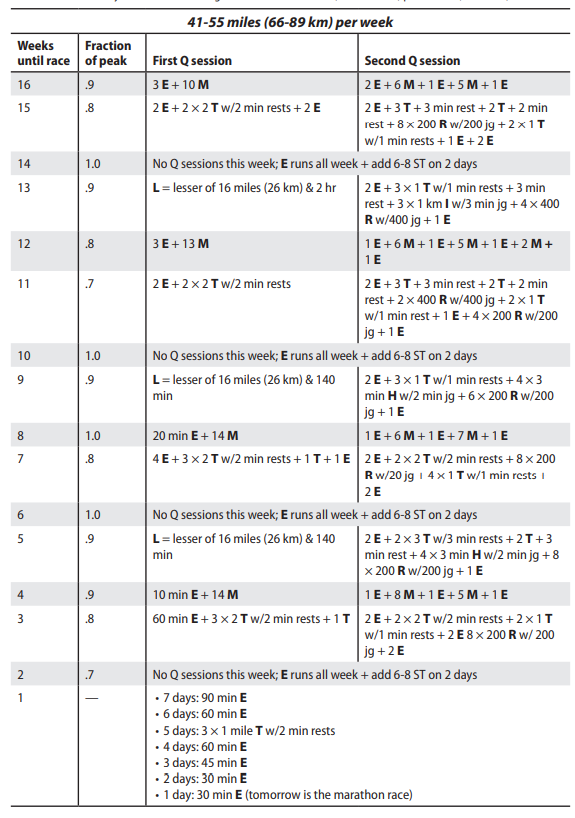 41-55 miles (66-89 km) per week
Weeks until race
Fraction of peak
First Q session
Second Q session
16 .9 3 E + 10 M 2 E + 6 M + 1 E + 5 M + 1 E
15 .8 2 E + 2 × 2 T w/2 min rests + 2 E 2 E + 3 T + 3 min rest + 2 T + 2 min
rest + 8 × 200 R w/200 jg + 2 × 1 T
w/1 min rests + 1 E + 2 E
14 1.0 No Q sessions this week; E runs all week + add 6-8 ST on 2 days
13 .9 L = lesser of 16 miles (26 km) & 2 hr 2 E + 3 × 1 T w/1 min rests + 3 min
rest + 3 × 1 km I w/3 min jg + 4 × 400
R w/400 jg + 1 E
12 .8 3 E + 13 M 1 E + 6 M + 1 E + 5 M + 1 E + 2 M +
1 E
11 .7 2 E + 2 × 2 T w/2 min rests 2 E + 3 T + 3 min rest + 2 T + 2 min
rest + 2 × 400 R w/400 jg + 2 × 1 T
w/1 min rest + 1 E + 4 × 200 R w/200
jg + 1 E
10 1.0 No Q sessions this week; E runs all week + add 6-8 ST on 2 days
9 .9 L = lesser of 16 miles (26 km) & 140 min 2 E + 3 × 1 T w/1 min rests + 4 × 3
min H w/2 min jg + 6 × 200 R w/200
jg + 1 E
8 1.0 20 min E + 14 M 1 E + 6 M + 1 E + 7 M + 1 E
7 .8 4 E + 3 × 2 T w/2 min rests + 1 T + 1 E 2 E + 2 × 2 T w/2 min rests + 8 × 200
R w/20 jg + 4 × 1 T w/1 min rests +
2 E
6 1.0 No Q sessions this week; E runs all week + add 6-8 ST on 2 days
5 .9 L = lesser of 16 miles (26 km) & 140 min 2 E + 2 × 3 T w/3 min rests + 2 T + 3
min rest + 4 × 3 min H w/2 min jg + 8
× 200 R w/200 jg + 1 E
4 .9 10 min E + 14 M 1 E + 8 M + 1 E + 5 M + 1 E
3 .8 60 min E + 3 × 2 T w/2 min rests + 1 T 2 E + 2 × 2 T w/2 min rests + 2 × 1 T
w/1 min rests + 2 E 8 × 200 R w/ 200
jg + 2 E
2 .7 No Q sessions this week; E runs all week + add 6-8 ST on 2 days
1 — • 7 days: 90 min E
• 6 days: 60 min E
• 5 days: 3 × 1 mile T w/2 min rests
• 4 days: 60 min E
• 3 days: 45 min E
• 2 days: 30 min E
• 1 day: 30 min E (tomorrow is the marathon race)